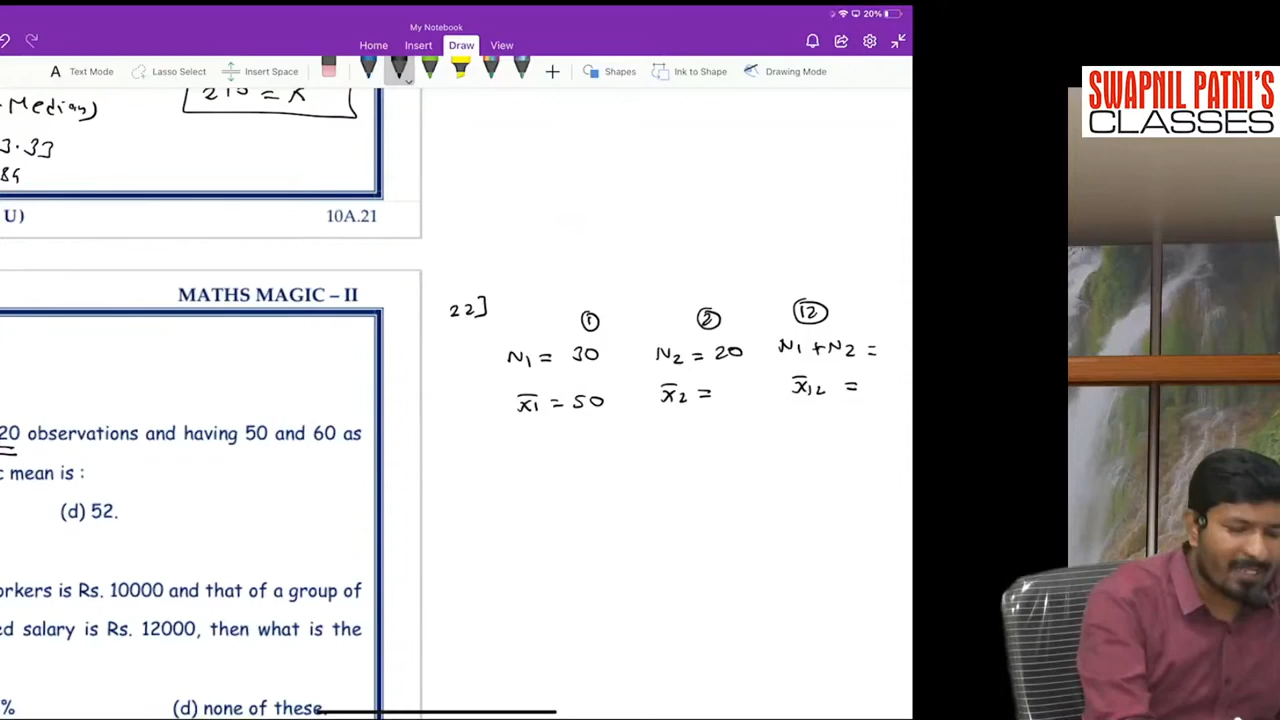 20%
My Notebook
Home Insert Draw View
A Text Mode Lasso Select Insert Space Shapes Ink to Shape Drawing Mode
Median)
215 = x
3.33
U) 10A.21
SWAPNIL PATNI'S
CLASSES
MATHS MAGIC – II
22] ① ② ⑫
N₁ = 30 N₂ = 20 N₁ + N₂ =
x̄₁ = 50 x̄₂ = x̄₁₂ =
20 observations and having 50 and 60 as
c mean is :
(d) 52.
orkers is Rs. 10000 and that of a group of
ed salary is Rs. 12000, then what is the
% (d) none of these.